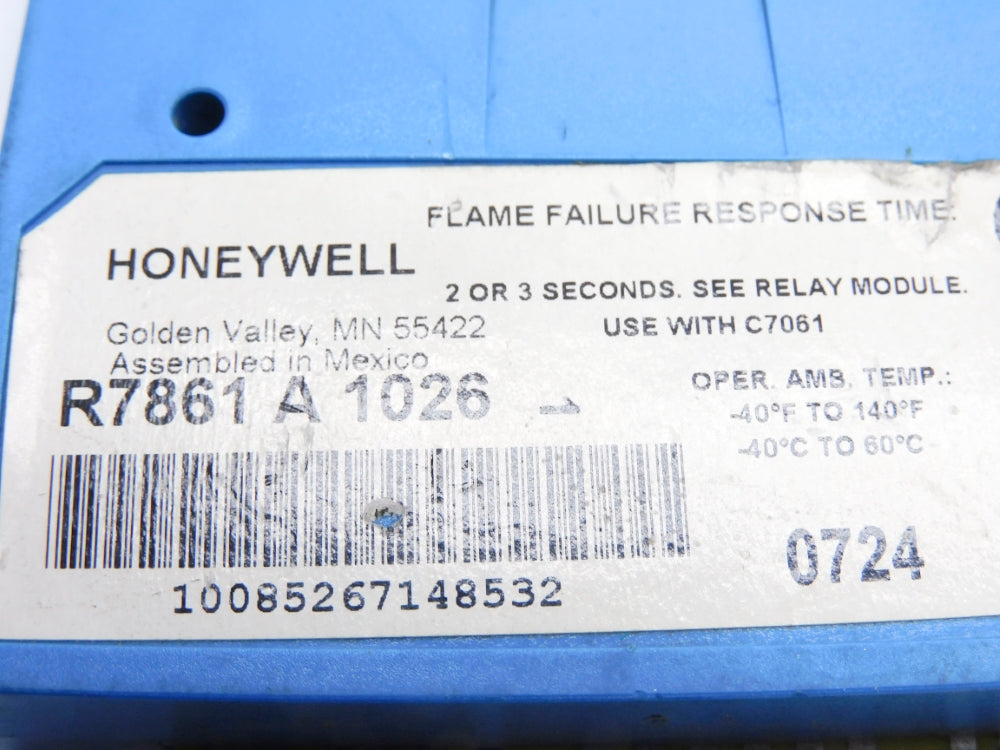 FLAME FAILURE RESPONSE TIME:
HONEYWELL
2 OR 3 SECONDS. SEE RELAY MODULE.
Golden Valley, MN 55422
USE WITH C7061
Assembled in Mexico
R7861 A 1026 1
OPER. AMB. TEMP.:
-40°F TO 140°F
-40°C TO 60°C
10085267148532
0724